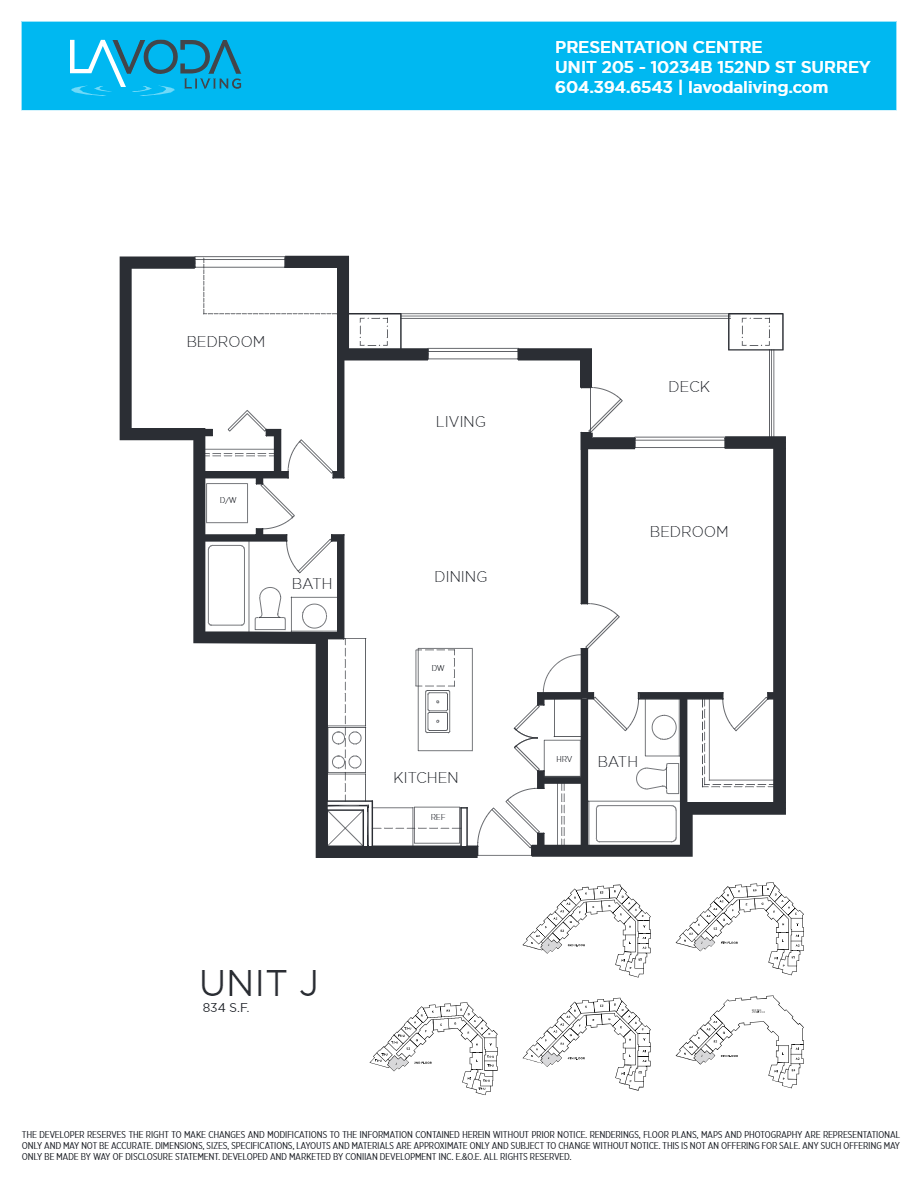 LAVODA
LIVING
PRESENTATION CENTRE
UNIT 205 - 10234B 152ND ST SURREY
604.394.6543 | lavodaliving.com
BEDROOM
DECK
LIVING
D/W
BEDROOM
DINING
BATH
DW
HRV
BATH
KITCHEN
REF
UNIT J
834 S.F.
THE DEVELOPER RESERVES THE RIGHT TO MAKE CHANGES AND MODIFICATIONS TO THE INFORMATION CONTAINED HEREIN WITHOUT PRIOR NOTICE. RENDERINGS, FLOOR PLANS, MAPS AND PHOTOGRAPHY ARE REPRESENTATIONAL
ONLY AND MAY NOT BE ACCURATE. DIMENSIONS, SIZES, SPECIFICATIONS, LAYOUTS AND MATERIALS ARE APPROXIMATE ONLY AND SUBJECT TO CHANGE WITHOUT NOTICE. THIS IS NOT AN OFFERING FOR SALE. ANY SUCH OFFERING MAY
ONLY BE MADE BY WAY OF DISCLOSURE STATEMENT. DEVELOPED AND MARKETED BY CONIIAN DEVELOPMENT INC. E.&O.E. ALL RIGHTS RESERVED.